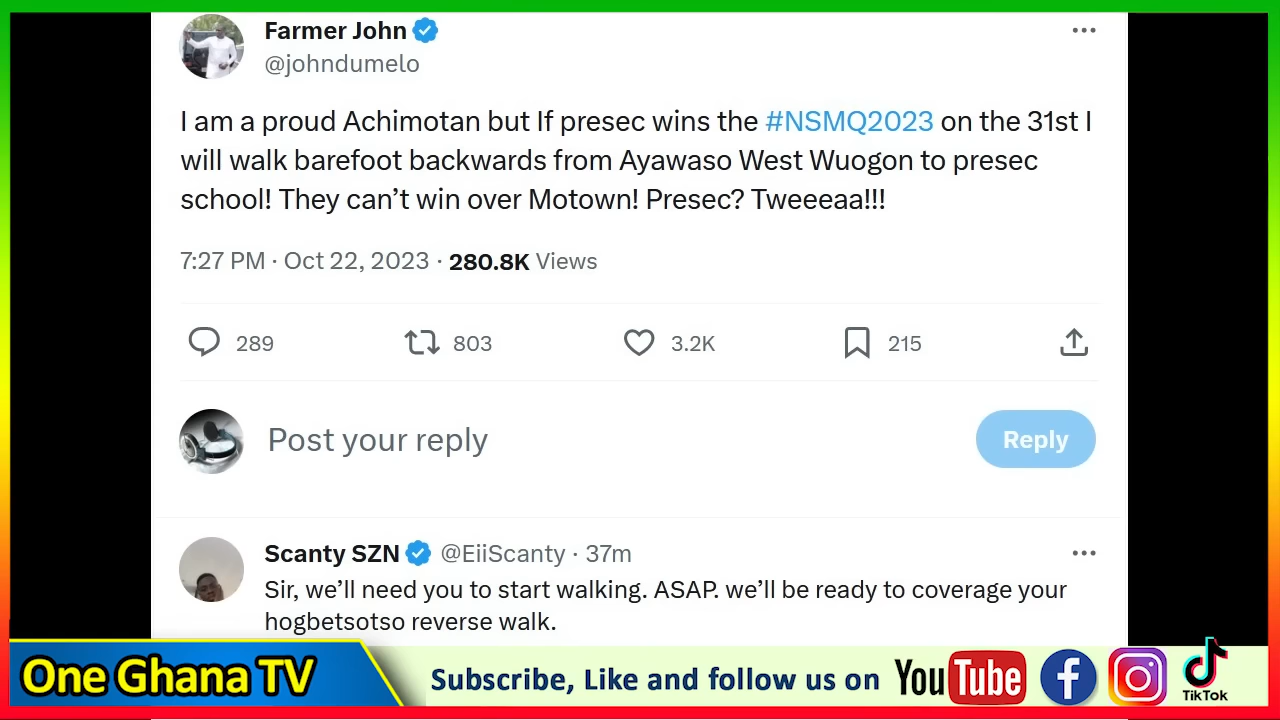 Farmer John
@johndumelo
I am a proud Achimotan but If presec wins the #NSMQ2023 on the 31st I
will walk barefoot backwards from Ayawaso West Wuogon to presec
school! They can’t win over Motown! Presec? Tweeeaa!!!
7:27 PM · Oct 22, 2023 · 280.8K Views
289 803 3.2K 215
Post your reply
Reply
Scanty SZN @EiiScanty · 37m
Sir, we’ll need you to start walking. ASAP. we’ll be ready to coverage your
hogbetsotso reverse walk.
One Ghana TV
Subscribe, Like and follow us on YouTube
TikTok